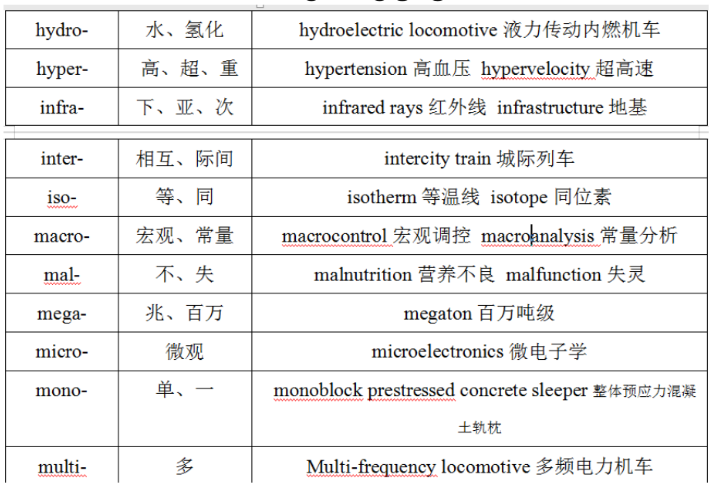 hydro- 水、氢化 hydroelectric locomotive 液力传动内燃机车
hyper- 高、超、重 hypertension 高血压 hypervelocity 超高速
infra- 下、亚、次 infrared rays 红外线 infrastructure 地基
inter- 相互、际间 intercity train 城际列车
iso- 等、同 isotherm 等温线 isotope 同位素
macro- 宏观、常量 macrocontrol 宏观调控 macroanalysis 常量分析
mal- 不、失 malnutrition 营养不良 malfunction 失灵
mega- 兆、百万 megaton 百万吨级
micro- 微观 microelectronics 微电子学
mono- 单、一 monoblock prestressed concrete sleeper 整体预应力混凝
土轨枕
multi- 多 Multi-frequency locomotive 多频电力机车